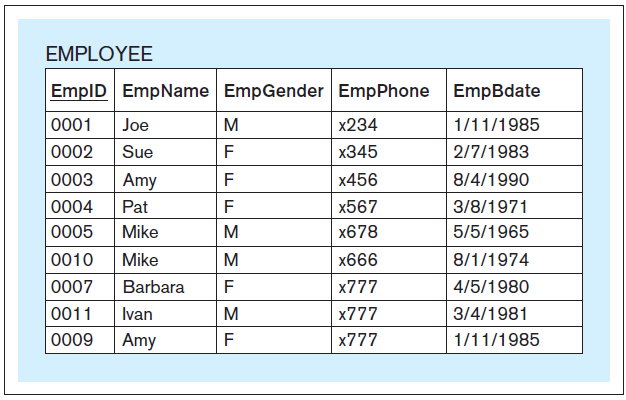 EMPLOYEE
EmpID EmpName EmpGender EmpPhone EmpBdate
0001 Joe M x234 1/11/1985
0002 Sue F x345 2/7/1983
0003 Amy F x456 8/4/1990
0004 Pat F x567 3/8/1971
0005 Mike M x678 5/5/1965
0010 Mike M x666 8/1/1974
0007 Barbara F x777 4/5/1980
0011 Ivan M x777 3/4/1981
0009 Amy F x777 1/11/1985